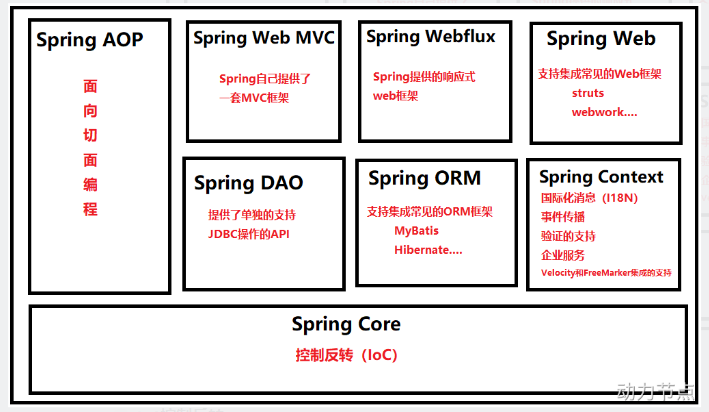 Spring AOP
面
向
切
面
编
程
Spring Web MVC
Spring自己提供了
一套MVC框架
Spring Webflux
Spring提供的响应式
web框架
Spring Web
支持集成常见的Web框架
struts
webwork....
Spring DAO
提供了单独的支持
JDBC操作的API
Spring ORM
支持集成常见的ORM框架
MyBatis
Hibernate....
Spring Context
国际化消息（I18N）
事件传播
验证的支持
企业服务
Velocity和FreeMarker集成的支持
Spring Core
控制反转（IoC）
动力节点